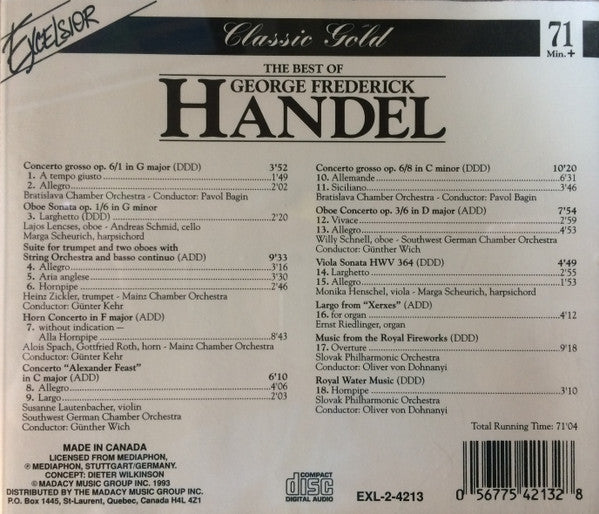 Excelsior
Classic Gold
71
Min. +
THE BEST OF
GEORGE FREDERICK
HANDEL
Concerto grosso op. 6/1 in G major (DDD) 3'52
1. A tempo giusto 1'49
2. Allegro 2'02
Bratislava Chamber Orchestra - Conductor: Pavol Bagin
Oboe Sonata op. 1/6 in G minor
3. Larghetto (DDD) 2'20
Lajos Lencses, oboe - Andreas Schmid, cello
Marga Scheurich, harpsichord
Suite for trumpet and two oboes with
String Orchestra and basso continuo (ADD) 9'33
4. Allegro 3'16
5. Aria anglese 3'30
6. Hornpipe 2'46
Heinz Zickler, trumpet - Mainz Chamber Orchestra
Conductor: Günter Kehr
Horn Concerto in F major (ADD)
7. without indication —
Alla Hornpipe 8'43
Alois Spach, Gottfried Roth, horn - Mainz Chamber Orchestra
Conductor: Günter Kehr
Concerto "Alexander Feast"
in C major (ADD) 6'10
8. Allegro 4'06
9. Largo 2'03
Susanne Lautenbacher, violin
Southwest German Chamber Orchestra
Conductor: Günther Wich
Concerto grosso op. 6/8 in C minor (DDD) 10'20
10. Allemande 6'31
11. Siciliano 3'46
Bratislava Chamber Orchestra - Conductor: Pavol Bagin
Oboe Concerto op. 3/6 in D major (ADD) 7'54
12. Vivace 2'59
13. Allegro 4'53
Willy Schnell, oboe - Southwest German Chamber Orchestra
Conductor: Günther Wich
Viola Sonata HWV 364 (DDD) 4'49
14. Larghetto 2'55
15. Allegro 1'53
Monika Henschel, viola - Marga Scheurich, harpsichord
Largo from "Xerxes" (ADD)
16. for organ 4'12
Ernst Riedlinger, organ
Music from the Royal Fireworks (DDD)
17. Overture 9'18
Slovak Philharmonic Orchestra
Conductor: Oliver von Dohnanyi
Royal Water Music (DDD)
18. Hornpipe 3'10
Slovak Philharmonic Orchestra
Conductor: Oliver von Dohnanyi
Total Running Time: 71'04
MADE IN CANADA
LICENSED FROM MEDIAPHON,
℗ MEDIAPHON, STUTTGART/GERMANY.
CONCEPT: DIETER WILKINSON
© MADACY MUSIC GROUP INC. 1993
DISTRIBUTED BY THE MADACY MUSIC GROUP INC.
P.O. Box 1445, St-Laurent, Quebec, Canada H4L 4Z1
COMPACT
disc
DIGITAL AUDIO
EXL-2-4213
0 56775 42132 8